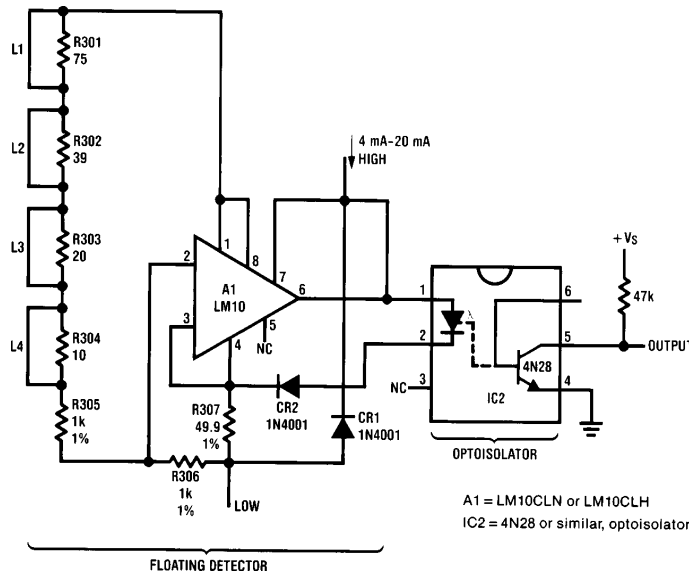 L1
R301
75
L2
R302
39
L3
R303
20
L4
R304
10
R305
1k
1%
4 mA-20 mA
HIGH
2
3
1
8
7
A1
LM10
6
5
NC
4
R307
49.9
1%
CR2
1N4001
CR1
1N4001
R306
1k
1%
LOW
FLOATING DETECTOR
1
2
NC
3
λ
6
5
4N28
4
IC2
OPTOISOLATOR
+VS
47k
OUTPUT
A1 = LM10CLN or LM10CLH
IC2 = 4N28 or similar, optoisolator